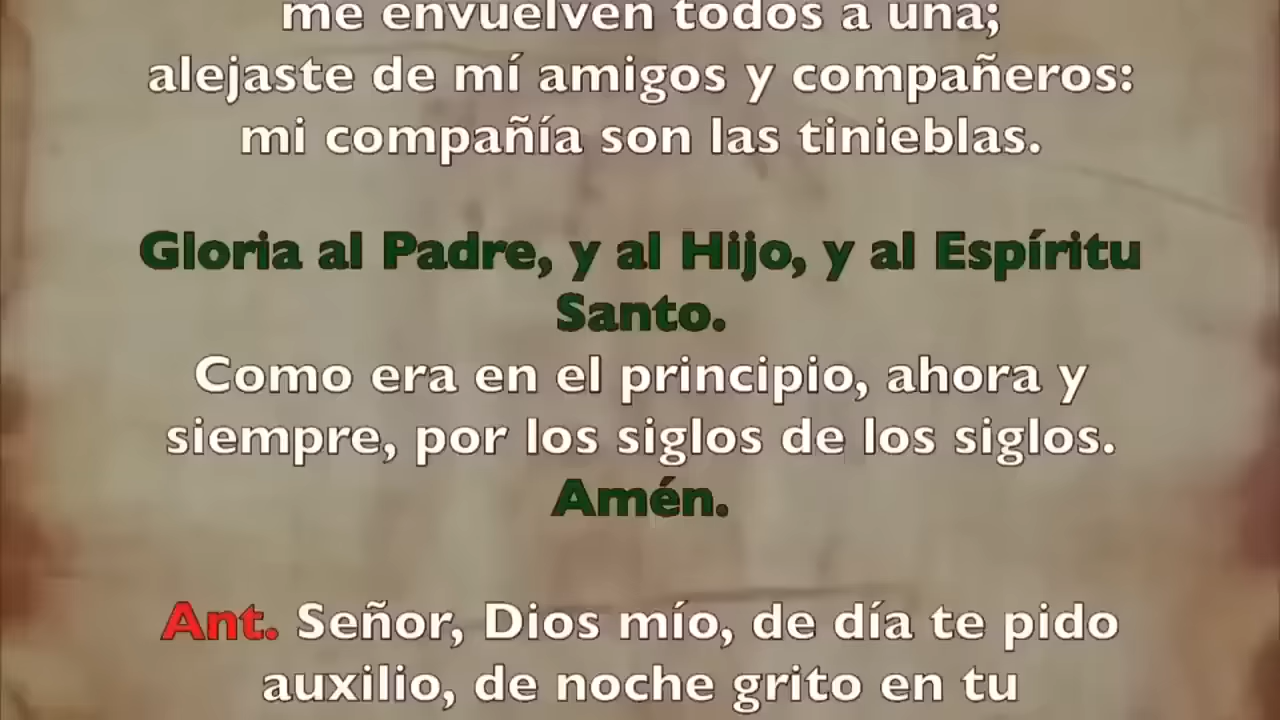 me envuelven todos a una;
alejaste de mí amigos y compañeros:
mi compañía son las tinieblas.
Gloria al Padre, y al Hijo, y al Espíritu
Santo.
Como era en el principio, ahora y
siempre, por los siglos de los siglos.
Amén.
Ant. Señor, Dios mío, de día te pido
auxilio, de noche grito en tu